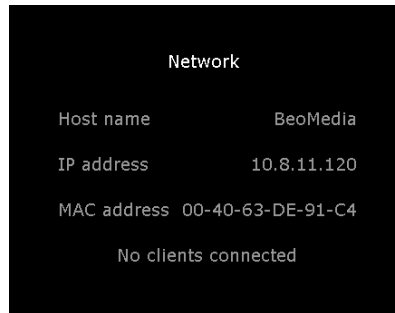 Network
Host name BeoMedia
IP address 10.8.11.120
MAC address 00-40-63-DE-91-C4
No clients connected